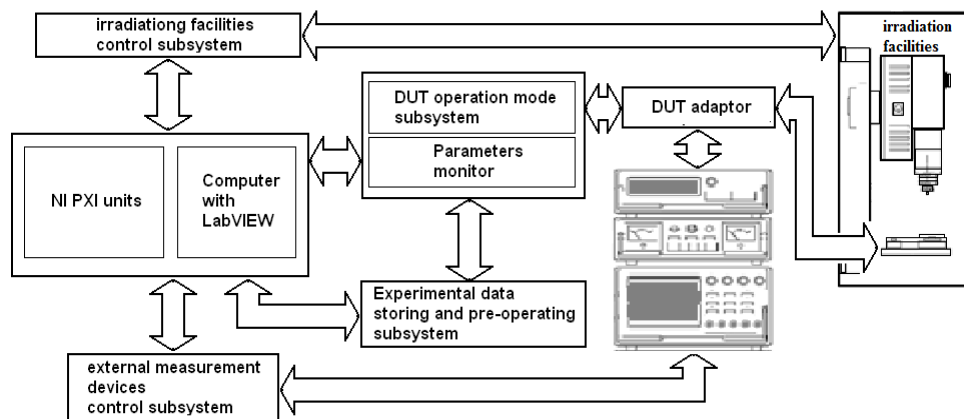 irradiationg facilities
control subsystem
irradiation
facilities
DUT operation mode
subsystem
DUT adaptor
Parameters
monitor
NI PXI units
Computer
with
LabVIEW
Experimental data
storing and pre-operating
subsystem
external measurement
devices
control subsystem